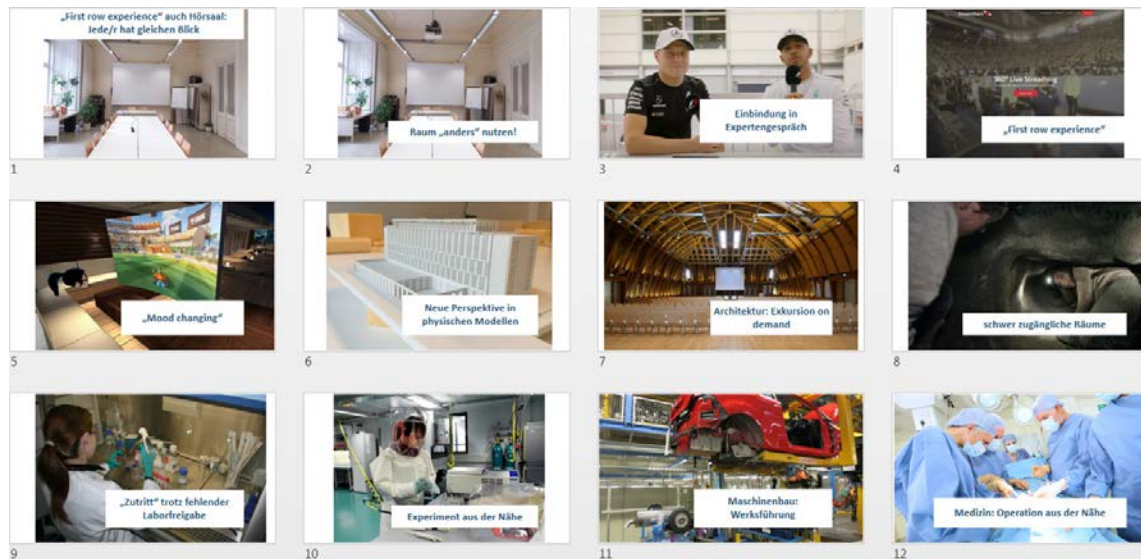 „First row experience“ auch Hörsaal:
Jede/r hat gleichen Blick
1
Raum „anders“ nutzen!
2
Einbindung in
Expertengespräch
3
360° Live Streaming
„First row experience“
4
„Mood changing“
5
Neue Perspektive in
physischen Modellen
6
Architektur: Exkursion on
demand
7
schwer zugängliche Räume
8
„Zutritt“ trotz fehlender
Laborfreigabe
9
Experiment aus der Nähe
10
Maschinenbau:
Werksführung
11
Medizin: Operation aus der Nähe
12